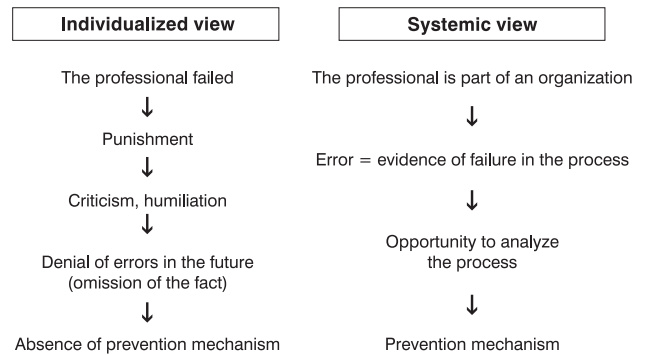 Individualized view
The professional failed
↓
Punishment
↓
Criticism, humiliation
↓
Denial of errors in the future
(omission of the fact)
↓
Absence of prevention mechanism
Systemic view
The professional is part of an organization
↓
Error = evidence of failure in the process
↓
Opportunity to analyze
the process
↓
Prevention mechanism